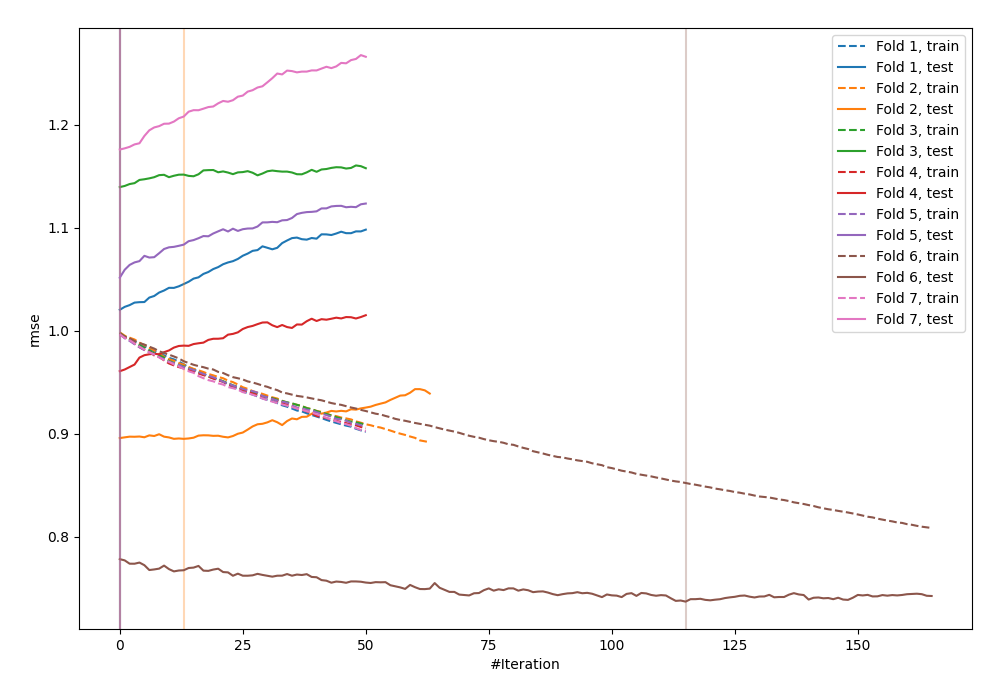 Fold 1, train
Fold 1, test
Fold 2, train
Fold 2, test
Fold 3, train
Fold 3, test
Fold 4, train
Fold 4, test
Fold 5, train
Fold 5, test
Fold 6, train
Fold 6, test
Fold 7, train
Fold 7, test
1.2
1.1
1.0
0.9
0.8
rmse
0 25 50 75 100 125 150
#Iteration